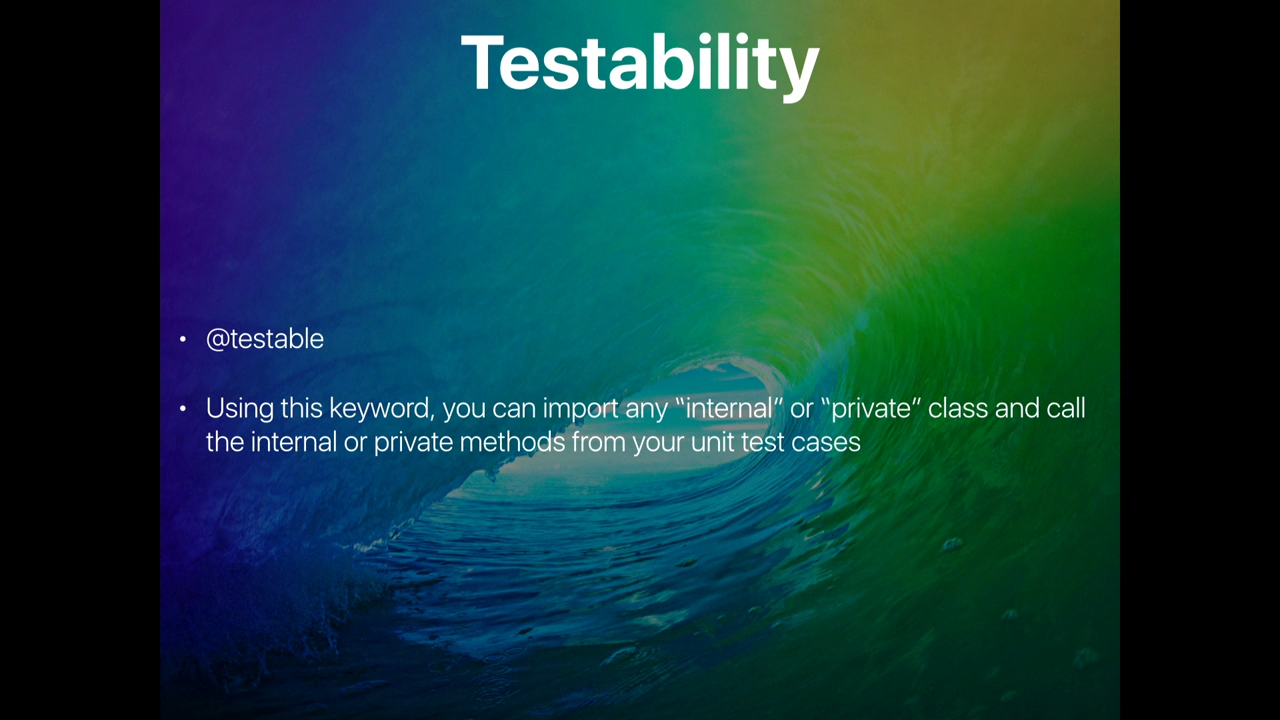 Testability
• @testable
• Using this keyword, you can import any “internal” or “private” class and call
the internal or private methods from your unit test cases